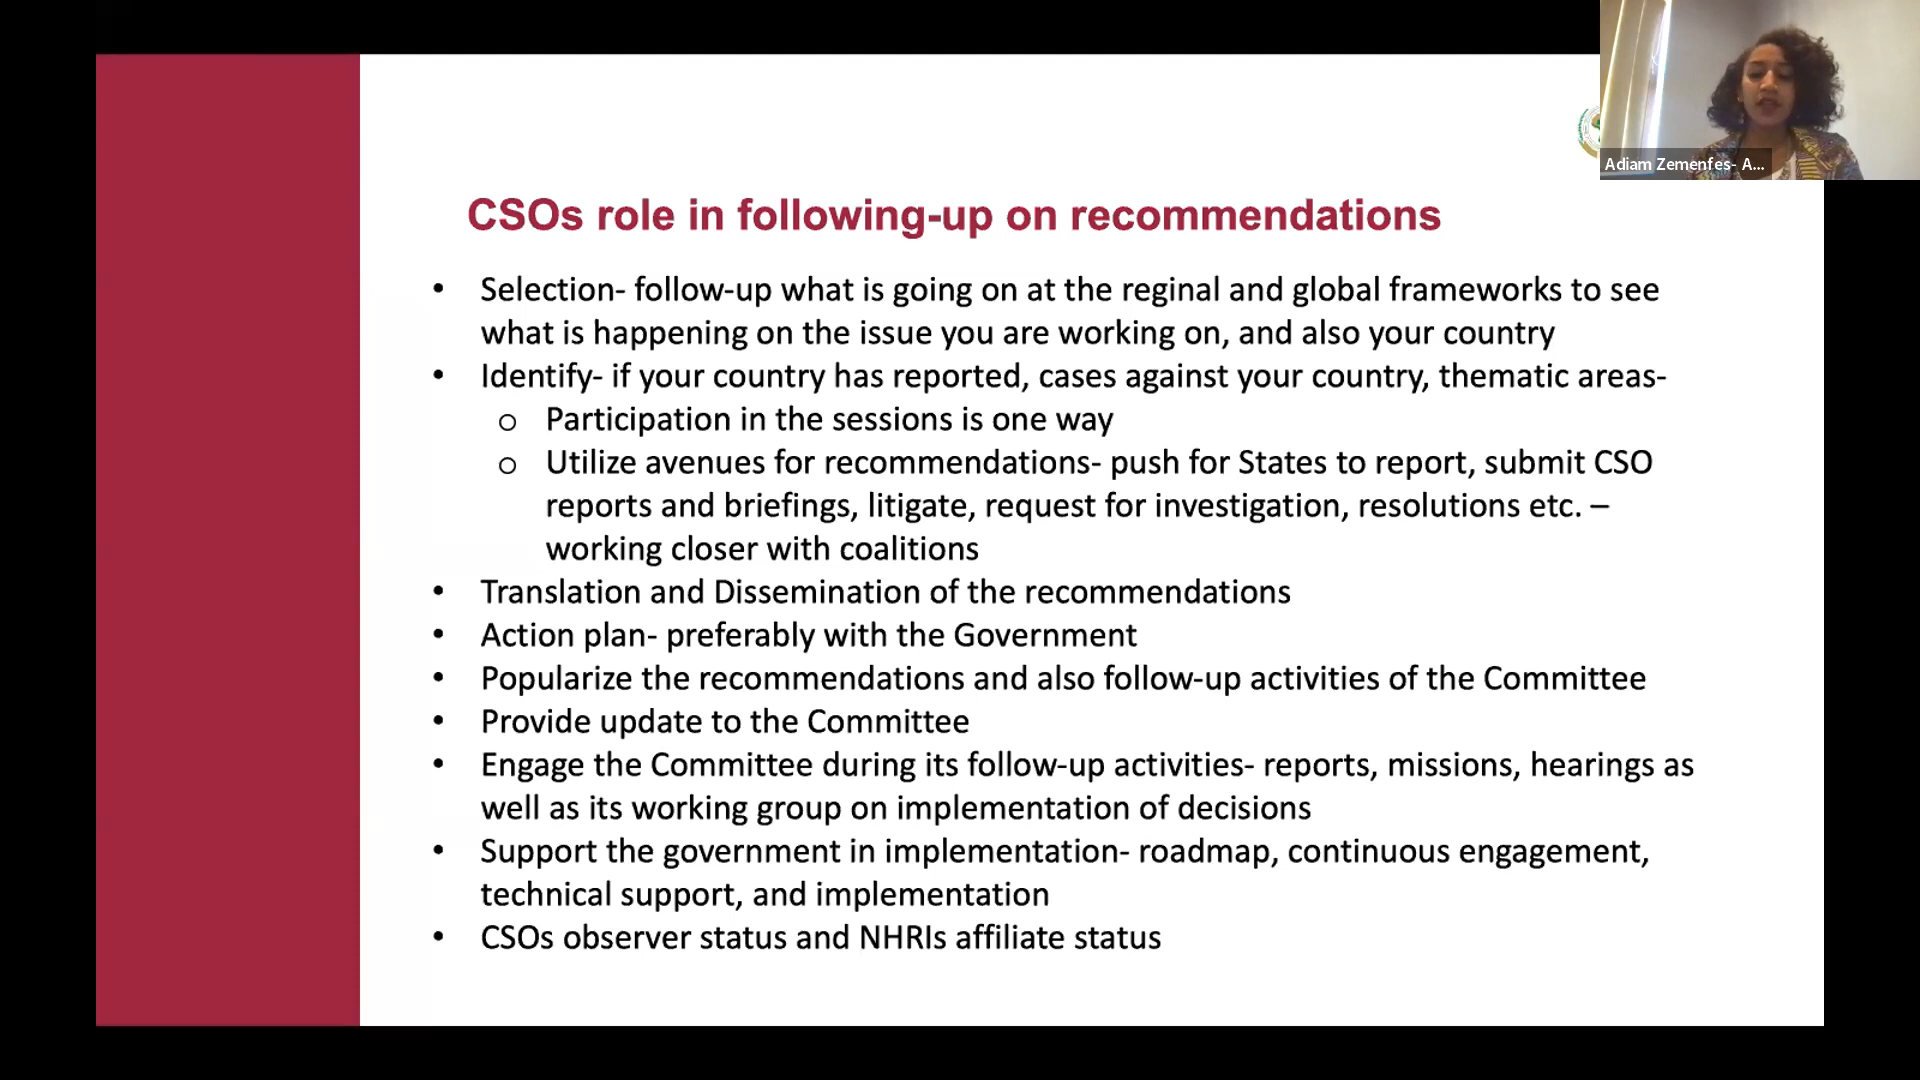 Adiam Zemenfes- A...
CSOs role in following-up on recommendations
• Selection- follow-up what is going on at the reginal and global frameworks to see
what is happening on the issue you are working on, and also your country
• Identify- if your country has reported, cases against your country, thematic areas-
o Participation in the sessions is one way
o Utilize avenues for recommendations- push for States to report, submit CSO
reports and briefings, litigate, request for investigation, resolutions etc. –
working closer with coalitions
• Translation and Dissemination of the recommendations
• Action plan- preferably with the Government
• Popularize the recommendations and also follow-up activities of the Committee
• Provide update to the Committee
• Engage the Committee during its follow-up activities- reports, missions, hearings as
well as its working group on implementation of decisions
• Support the government in implementation- roadmap, continuous engagement,
technical support, and implementation
• CSOs observer status and NHRIs affiliate status